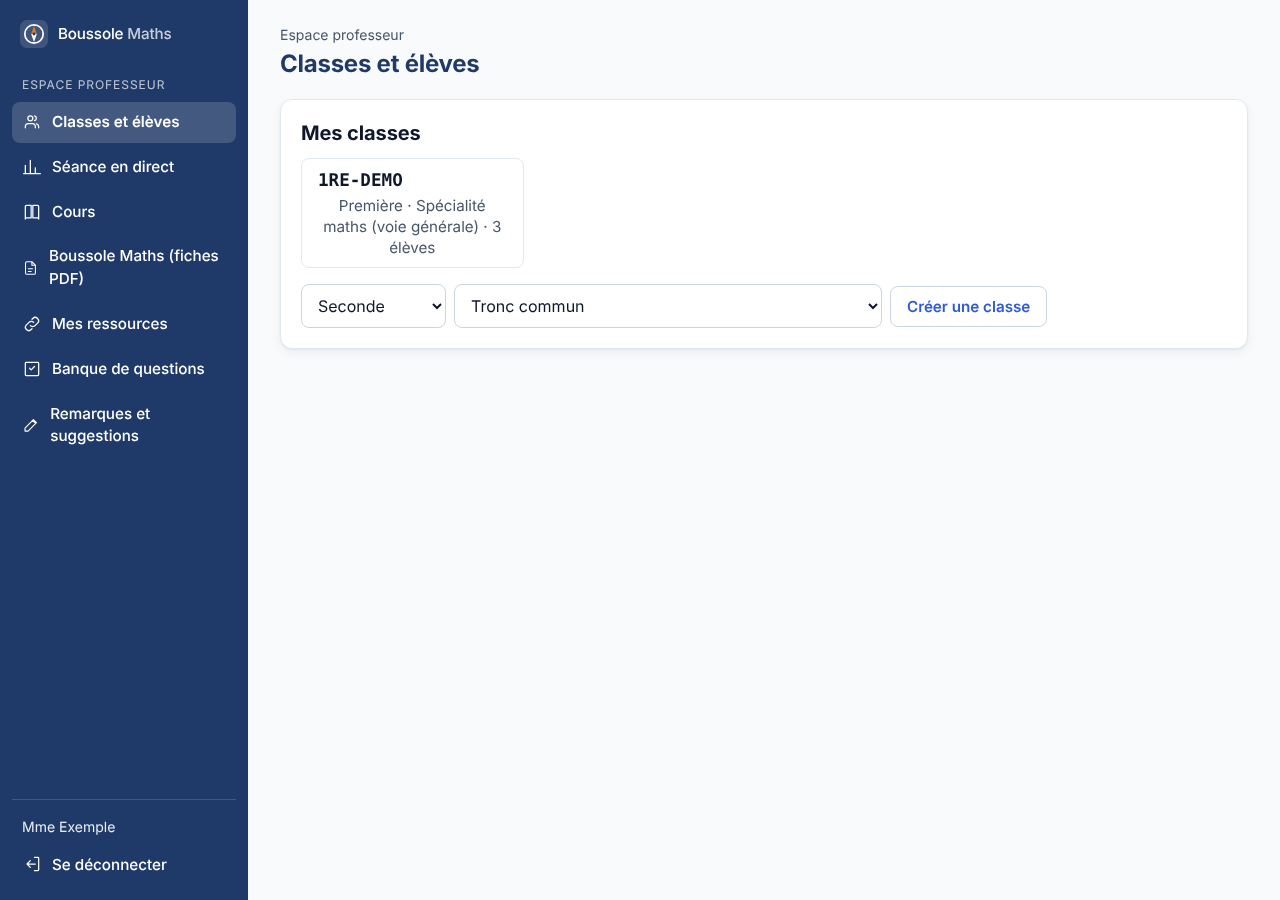 Boussole Maths
ESPACE PROFESSEUR
Classes et élèves
Séance en direct
Cours
Boussole Maths (fiches
PDF)
Mes ressources
Banque de questions
Remarques et
suggestions
Mme Exemple
Se déconnecter
Espace professeur
Classes et élèves
Mes classes
1RE-DEMO
Première · Spécialité
maths (voie générale) · 3
élèves
Seconde
Tronc commun
Créer une classe